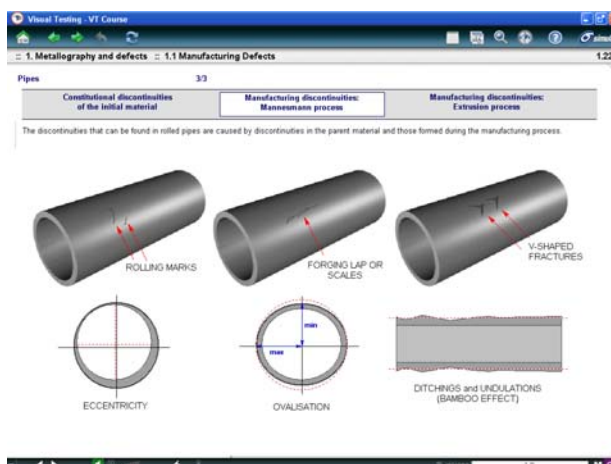 Visual Testing - VT Course
:: 1. Metallography and defects :: 1.1 Manufacturing Defects
1.22
Pipes 3/3
Constitutional discontinuities
of the initial material
Manufacturing discontinuities:
Mannesmann process
Manufacturing discontinuities:
Extrusion process
The discontinuities that can be found in rolled pipes are caused by discontinuities in the parent material and those formed during the manufacturing process.
ROLLING MARKS
FORGING LAP OR
SCALES
V-SHAPED
FRACTURES
min
max
ECCENTRICITY
OVALISATION
DITCHINGS and UNDULATIONS
(BAMBOO EFFECT)